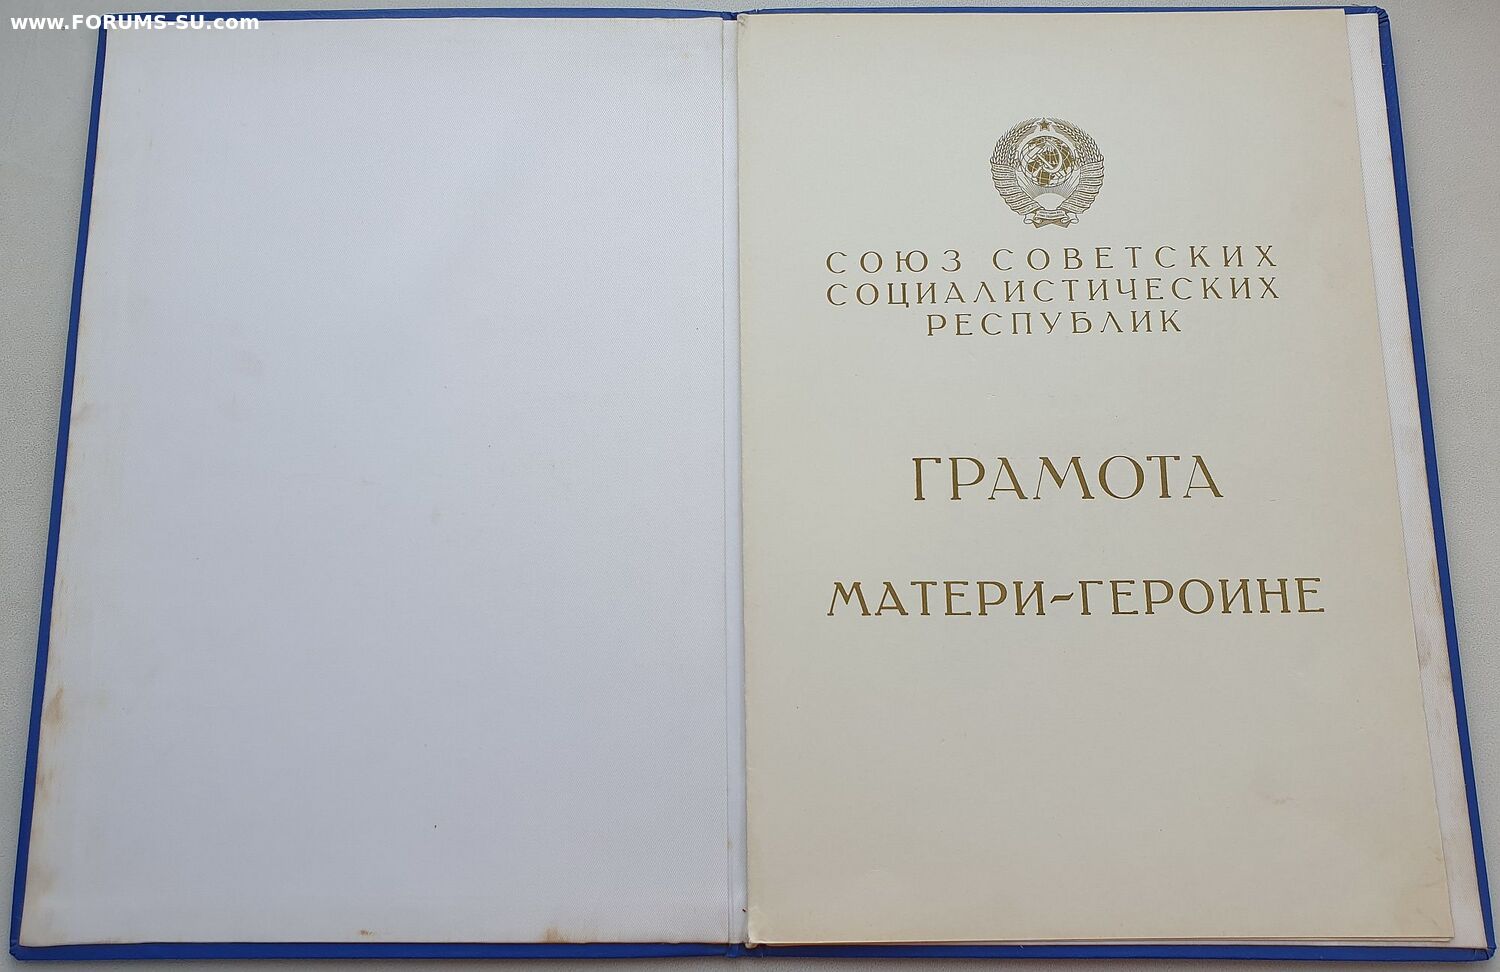 www.FORUMS-SU.com
СОЮЗ СОВЕТСКИХ
СОЦИАЛИСТИЧЕСКИХ
РЕСПУБЛИК
ГРАМОТА
МАТЕРИ-ГЕРОИНЕ